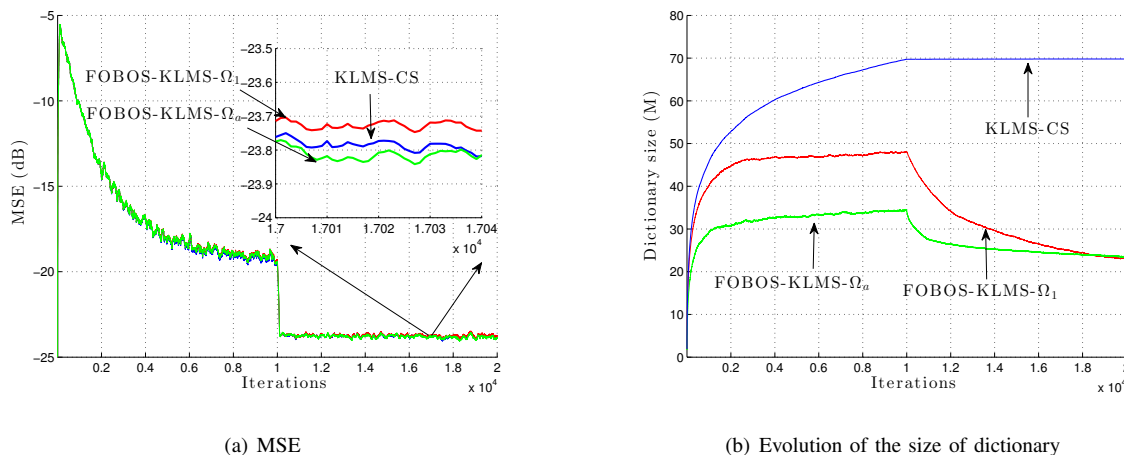 −5
−10
−15
−20
−25
MSE (dB)
0.2 0.4 0.6 0.8 1 1.2 1.4 1.6 1.8 2
x 10^4
Iterations
−23.5
−23.6
−23.7
−23.8
−23.9
−24
1.7 1.701 1.702 1.703 1.704
x 10^4
FOBOS-KLMS-Ω₁
FOBOS-KLMS-Ωₐ
KLMS-CS
(a) MSE
80
70
60
50
40
30
20
10
0
Dictionary size (M)
0 0.2 0.4 0.6 0.8 1 1.2 1.4 1.6 1.8 2
x 10^4
Iterations
KLMS-CS
FOBOS-KLMS-Ωₐ
FOBOS-KLMS-Ω₁
(b) Evolution of the size of dictionary